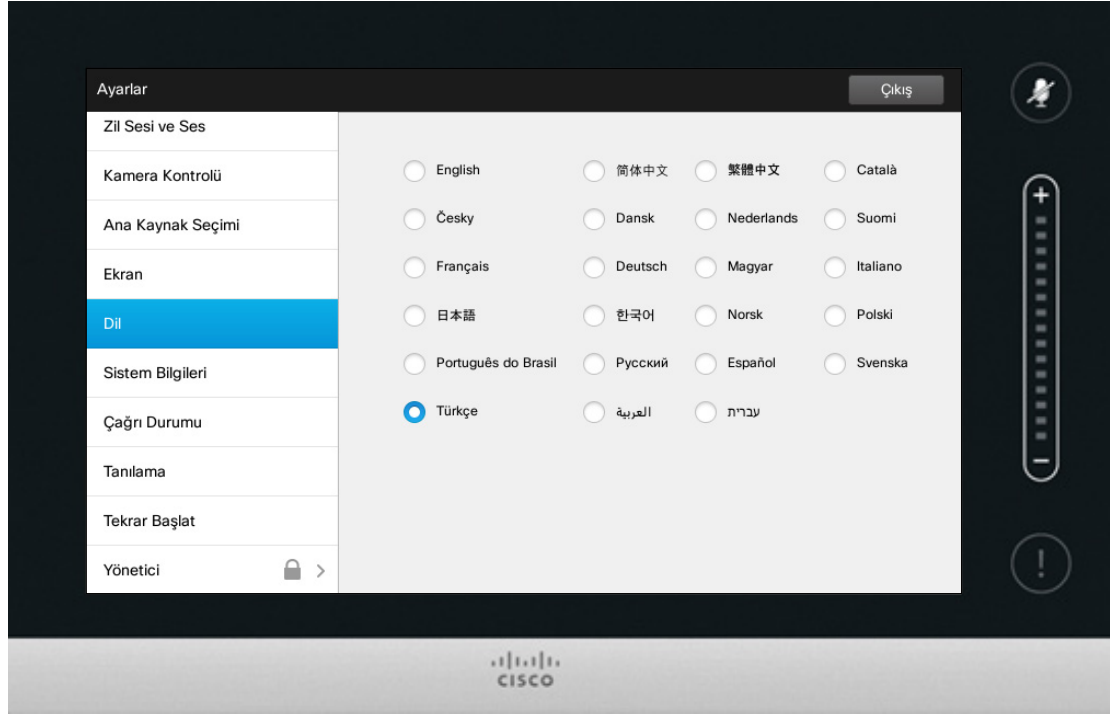 Ayarlar
Çıkış
Zil Sesi ve Ses
Kamera Kontrolü
Ana Kaynak Seçimi
Ekran
Dil
Sistem Bilgileri
Çağrı Durumu
Tanılama
Tekrar Başlat
Yönetici
English 简体中文 繁體中文 Català
Česky Dansk Nederlands Suomi
Français Deutsch Magyar Italiano
日本語 한국어 Norsk Polski
Português do Brasil Русский Español Svenska
Türkçe العربية עברית
+
−
!
CISCO